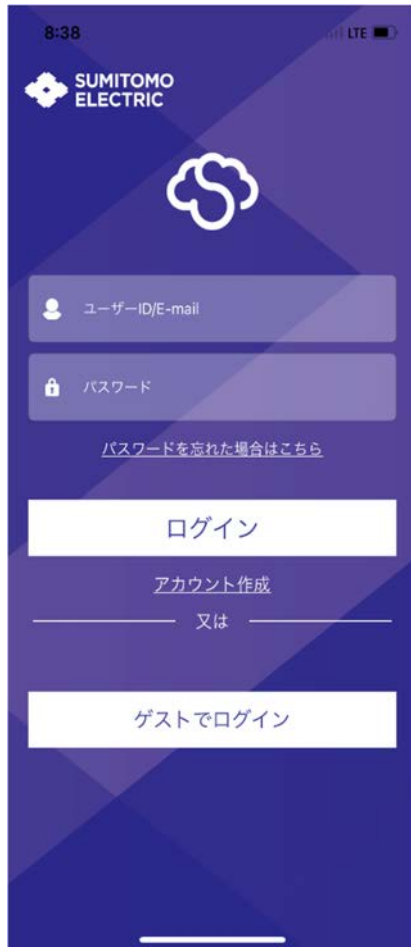 8:38
LTE
SUMITOMO
ELECTRIC
ユーザーID/E-mail
パスワード
パスワードを忘れた場合はこちら
ログイン
アカウント作成
又は
ゲストでログイン